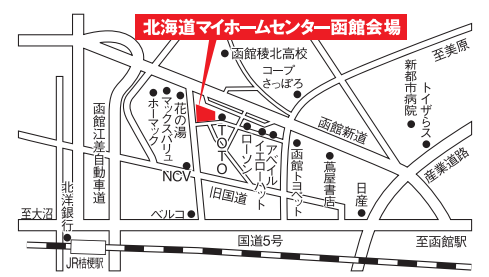 北海道マイホームセンター函館会場
函館稜北高校
コープ
さっぽろ
至美原
新都市病院
トイザらス
函館新道
産業道路
函館江差自動車道
ホーマック
マックスバリュ
花の湯
TOTO
ローソン
イエローハット
アベイル
函館トヨペット
蔦屋書店
日産
NCV
旧国道
ベルコ
北洋銀行
至大沼
国道5号
至函館駅
JR桔梗駅